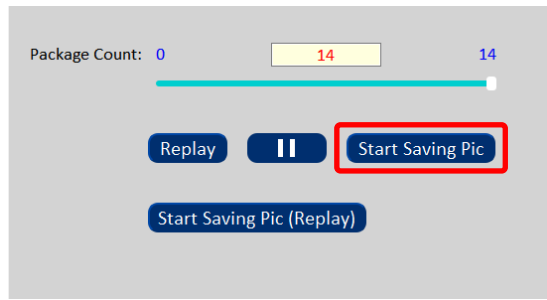 Package Count: 0 14 14
Replay Start Saving Pic
Start Saving Pic (Replay)